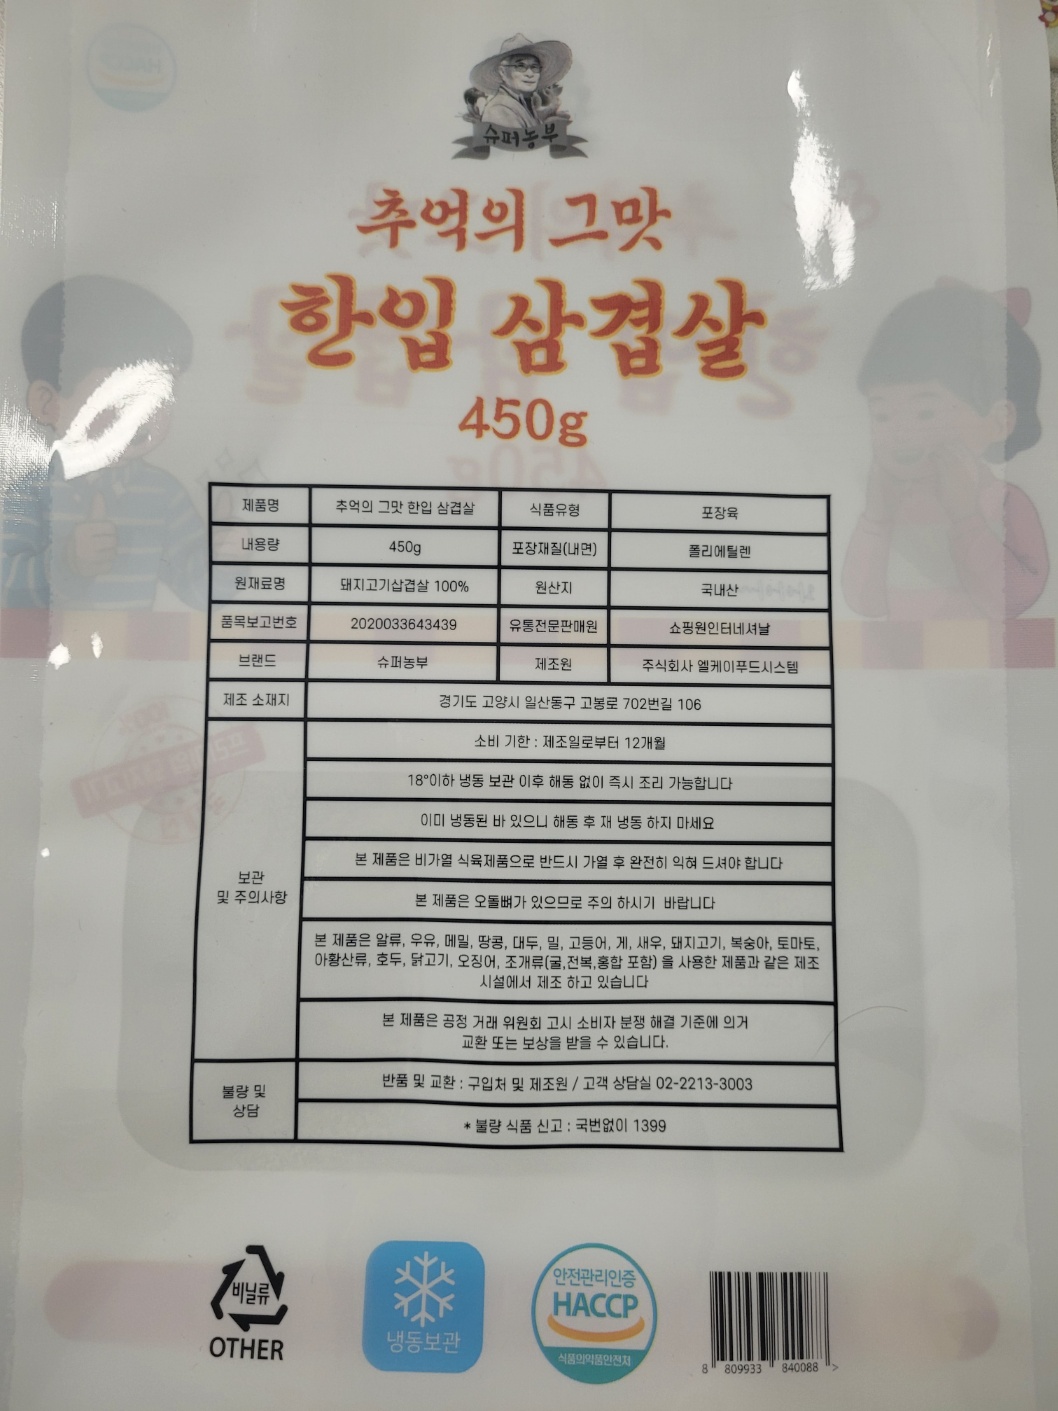 슈퍼농부
추억의 그맛
한입 삼겹살
450g
제품명 추억의 그맛 한입 삼겹살 식품유형 포장육
내용량 450g 포장재질(내면) 폴리에틸렌
원재료명 돼지고기삼겹살 100% 원산지 국내산
품목보고번호 2020033643439 유통전문판매원 쇼핑원인터네셔날
브랜드 슈퍼농부 제조원 주식회사 엘케이푸드시스템
제조 소재지 경기도 고양시 일산동구 고봉로 702번길 106
소비 기한 : 제조일로부터 12개월
18°이하 냉동 보관 이후 해동 없이 즉시 조리 가능합니다
이미 냉동된 바 있으니 해동 후 재 냉동 하지 마세요
본 제품은 비가열 식육제품으로 반드시 가열 후 완전히 익혀 드셔야 합니다
보관
및 주의사항
본 제품은 오돌뼈가 있으므로 주의 하시기 바랍니다
본 제품은 알류, 우유, 메밀, 땅콩, 대두, 밀, 고등어, 게, 새우, 돼지고기, 복숭아, 토마토,
아황산류, 호두, 닭고기, 오징어, 조개류(굴,전복,홍합 포함) 을 사용한 제품과 같은 제조
시설에서 제조 하고 있습니다
본 제품은 공정 거래 위원회 고시 소비자 분쟁 해결 기준에 의거
교환 또는 보상을 받을 수 있습니다.
불량 및
상담
반품 및 교환 : 구입처 및 제조원 / 고객 상담실 02-2213-3003
* 불량 식품 신고 : 국번없이 1399
비닐류
OTHER
냉동보관
안전관리인증
HACCP
식품의약품안전처
8 809933 840088 >